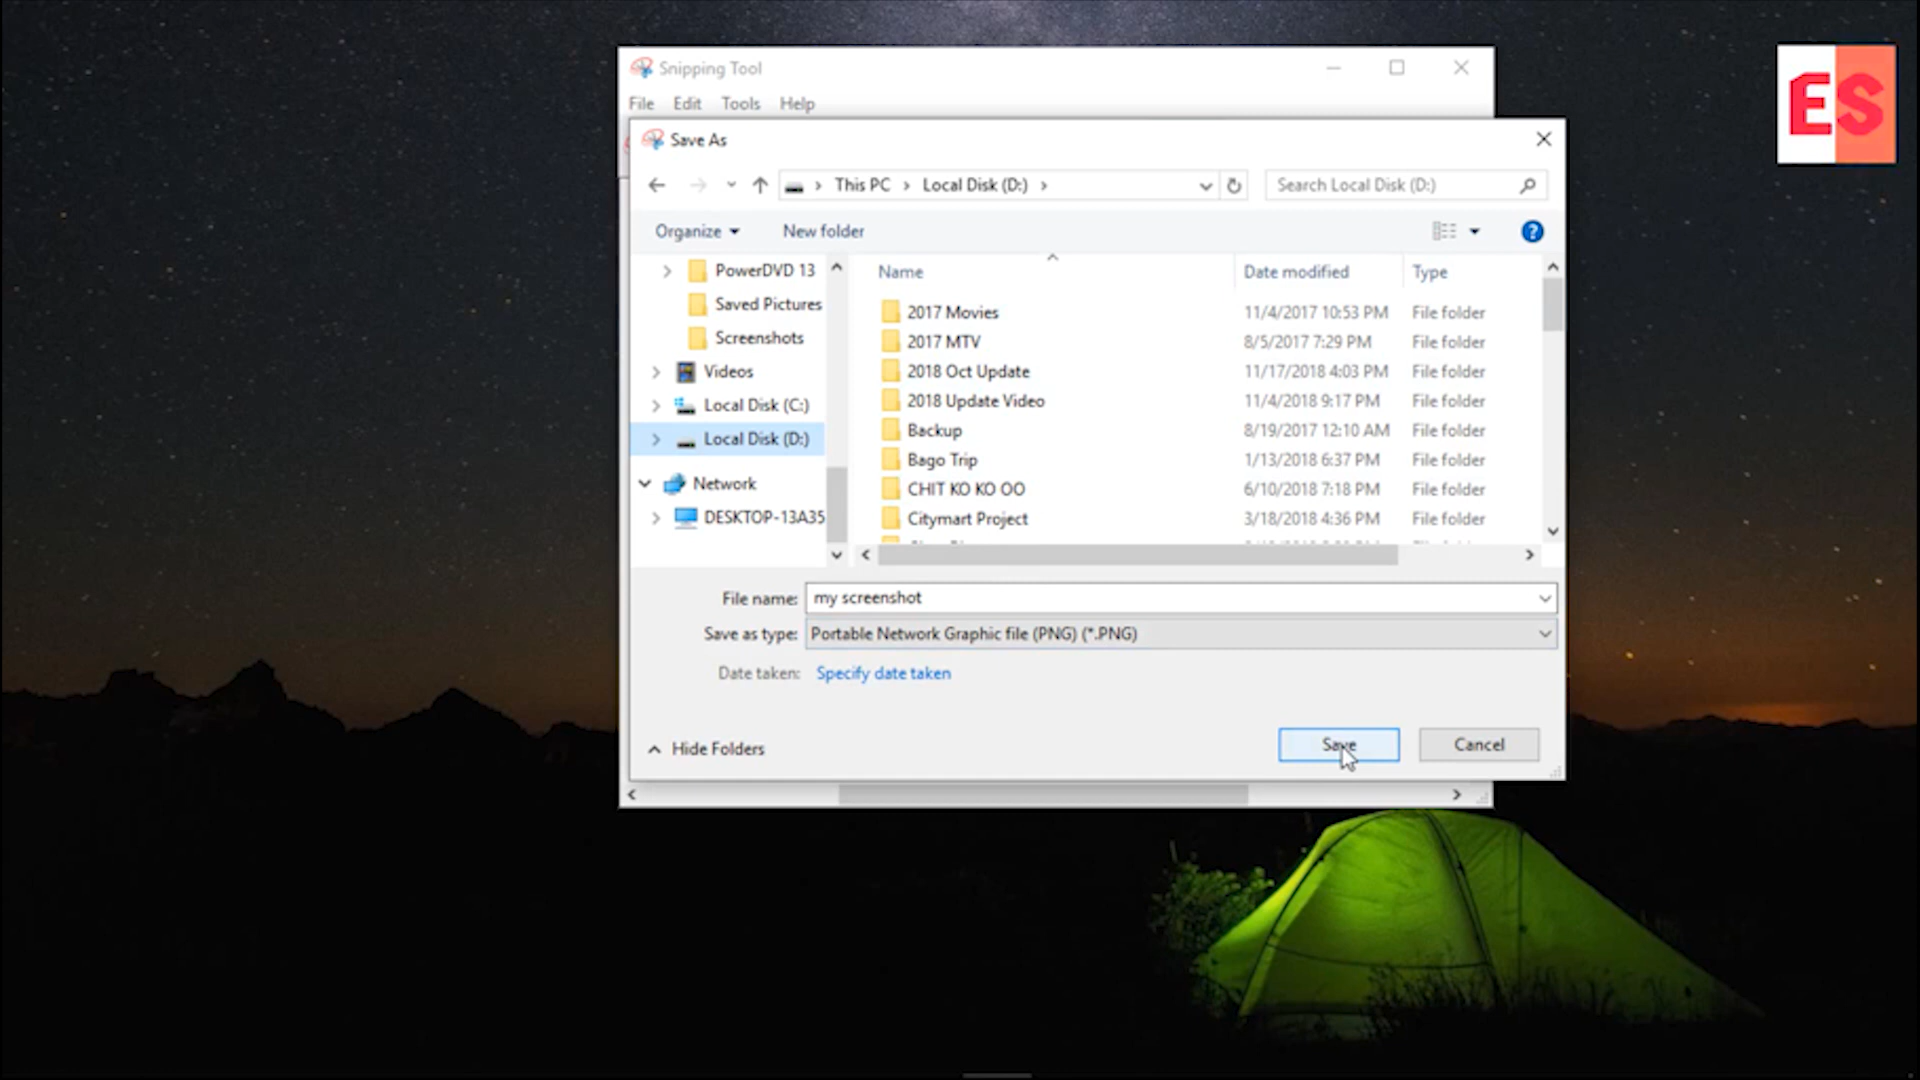 Snipping Tool
File Edit Tools Help
ES
Save As
This PC Local Disk (D:)
Search Local Disk (D:)
Organize New folder
?
PowerDVD 13
Saved Pictures
Screenshots
Videos
Local Disk (C:)
Local Disk (D:)
Network
DESKTOP-13A35
Name Date modified Type
2017 Movies 11/4/2017 10:53 PM File folder
2017 MTV 8/5/2017 7:29 PM File folder
2018 Oct Update 11/17/2018 4:03 PM File folder
2018 Update Video 11/4/2018 9:17 PM File folder
Backup 8/19/2017 12:10 AM File folder
Bago Trip 1/13/2018 6:37 PM File folder
CHIT KO KO OO 6/10/2018 7:18 PM File folder
Citymart Project 3/18/2018 4:36 PM File folder
File name: my screenshot
Save as type: Portable Network Graphic file (PNG) (*.PNG)
Date taken: Specify date taken
Hide Folders
Save
Cancel